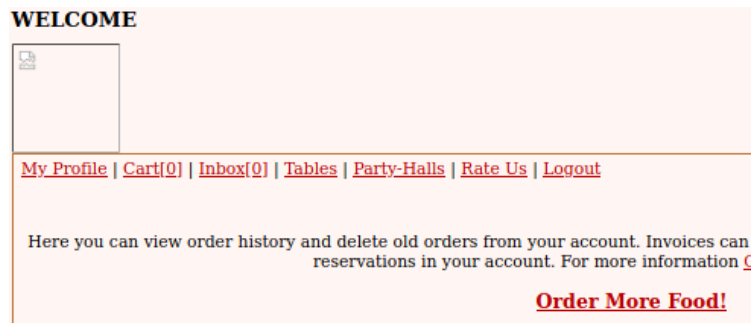 WELCOME
My Profile | Cart[0] | Inbox[0] | Tables | Party-Halls | Rate Us | Logout
Here you can view order history and delete old orders from your account. Invoices can
reservations in your account. For more information
Order More Food!